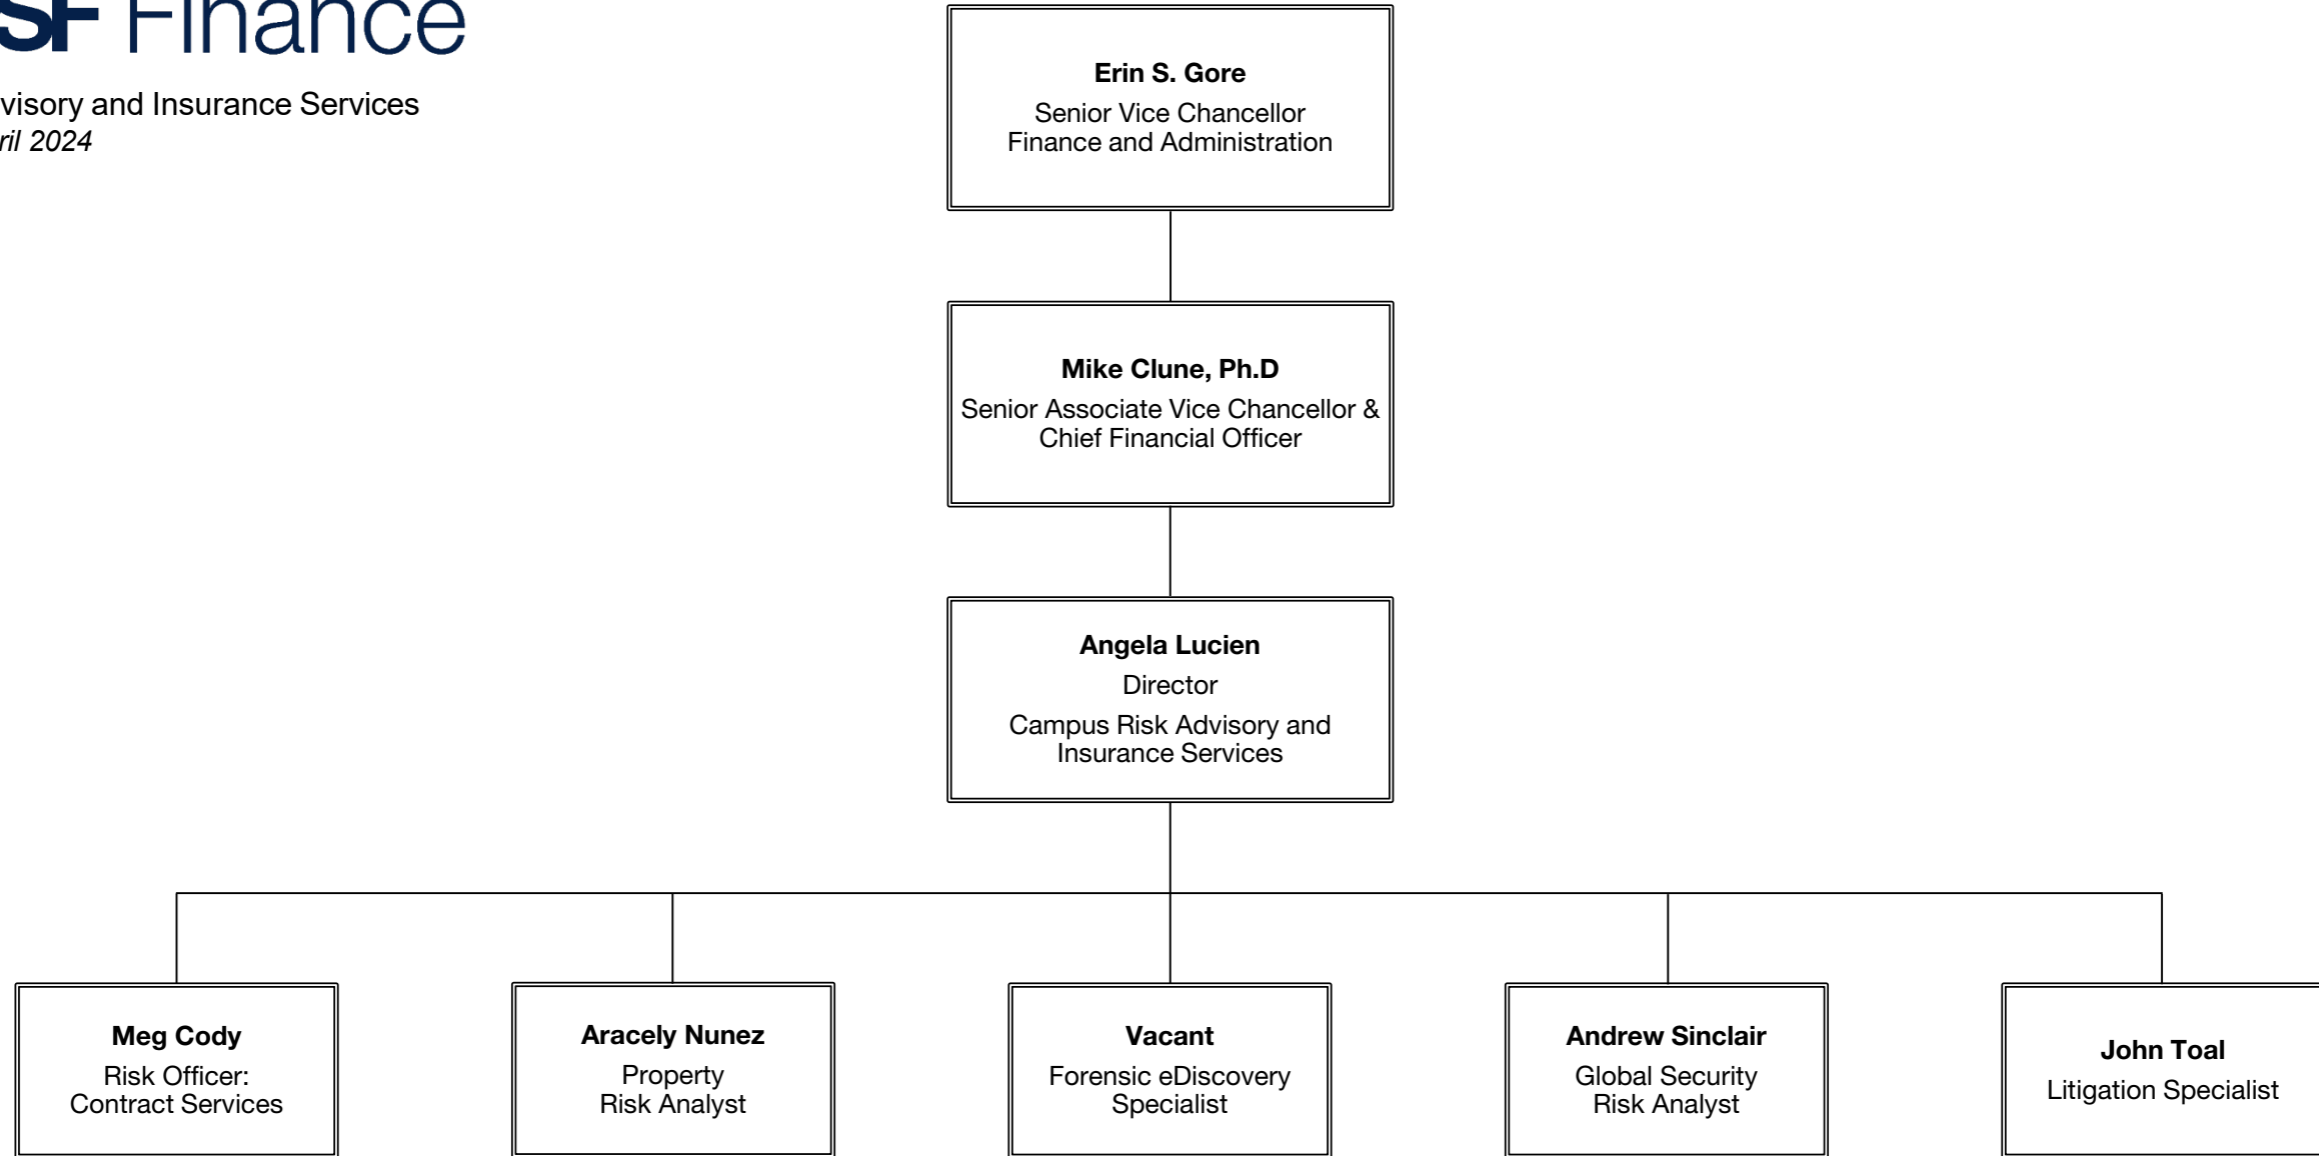 SF Finance
visory and Insurance Services
ril 2024
Erin S. Gore
Senior Vice Chancellor
Finance and Administration
Mike Clune, Ph.D
Senior Associate Vice Chancellor &
Chief Financial Officer
Angela Lucien
Director
Campus Risk Advisory and
Insurance Services
Meg Cody
Risk Officer:
Contract Services
Aracely Nunez
Property
Risk Analyst
Vacant
Forensic eDiscovery
Specialist
Andrew Sinclair
Global Security
Risk Analyst
John Toal
Litigation Specialist